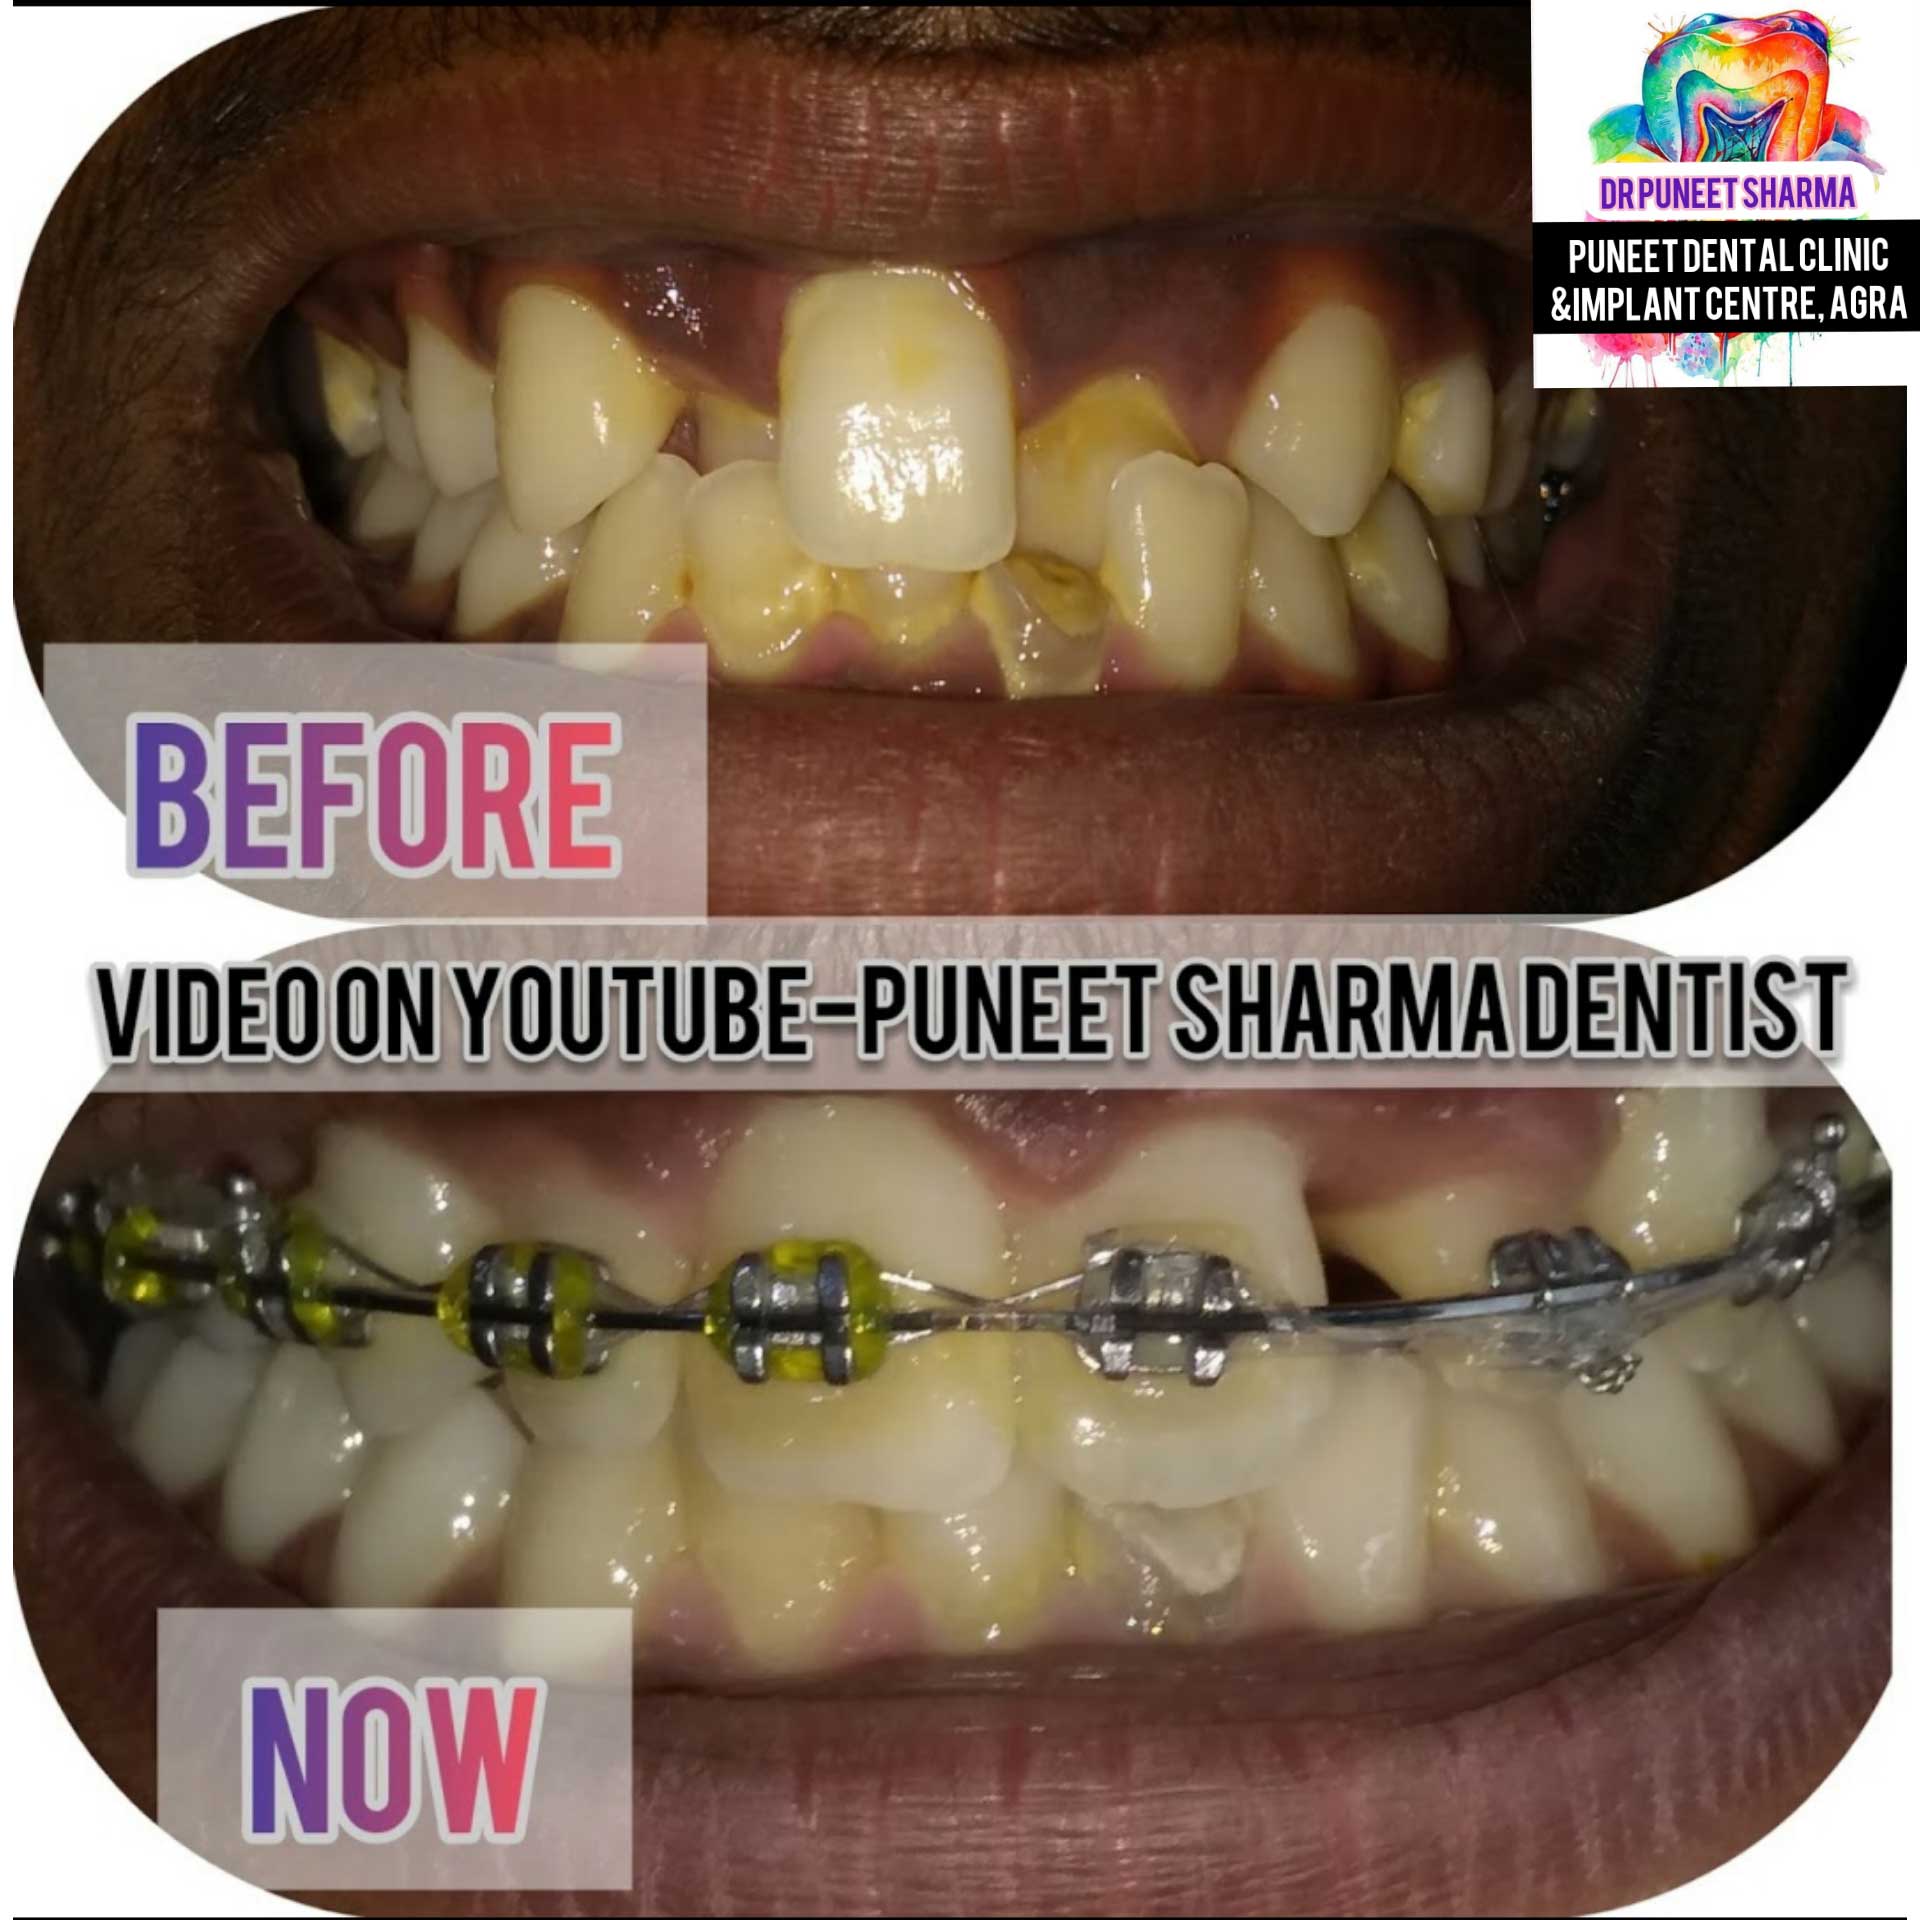 DR PUNEET SHARMA
PUNEET DENTAL CLINIC
&IMPLANT CENTRE, AGRA
BEFORE
VIDEO ON YOUTUBE-PUNEET SHARMA DENTIST
NOW